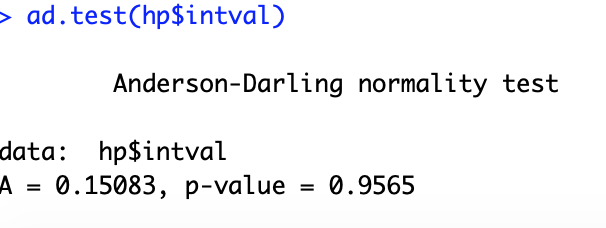 > ad.test(hp$intval)
Anderson-Darling normality test
data:  hp$intval
A = 0.15083, p-value = 0.9565